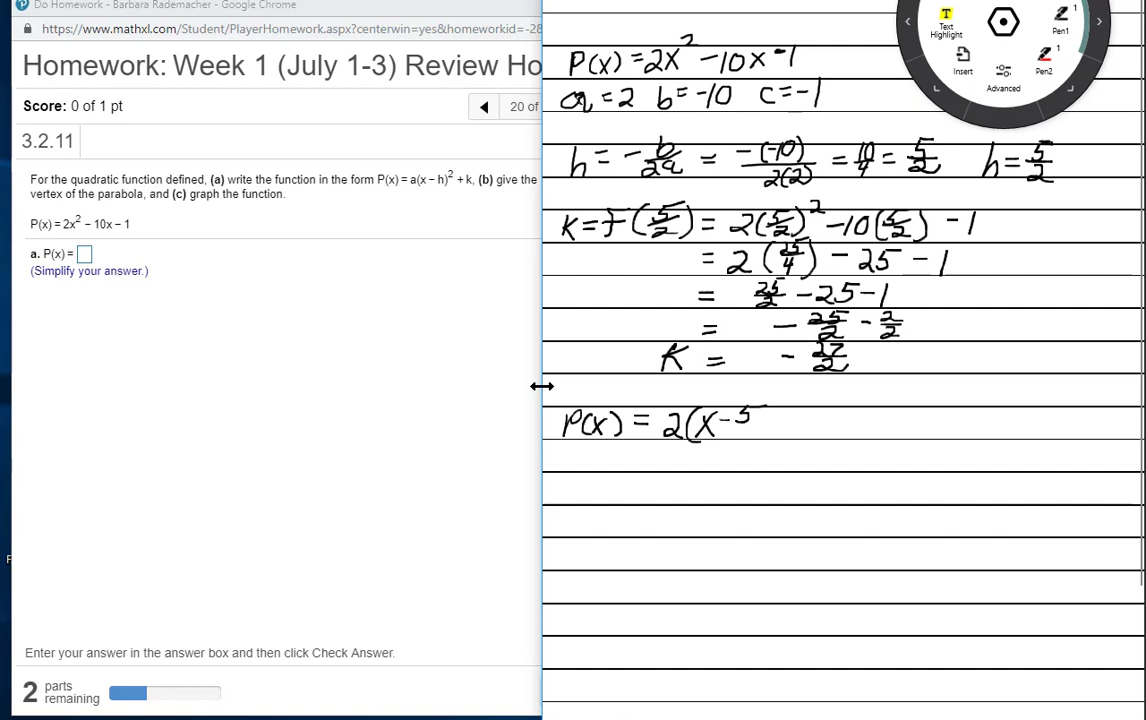 Do Homework - Barbara Rademacher - Google Chrome
https://www.mathxl.com/Student/PlayerHomework.aspx?centerwin=yes&homeworkid=-28
Homework: Week 1 (July 1-3) Review Ho
Score: 0 of 1 pt
20 of
3.2.11
For the quadratic function defined, (a) write the function in the form P(x) = a(x − h)² + k, (b) give the
vertex of the parabola, and (c) graph the function.
P(x) = 2x² − 10x − 1
a. P(x) =
(Simplify your answer.)
Enter your answer in the answer box and then click Check Answer.
2 parts remaining
Text Highlight
1
Pen1
Insert
1
Pen2
Advanced
P(x) = 2x² − 10x − 1
a = 2 b = −10 c = −1
h = − b/2a = −(−10)/2(2) = 10/4 = 5/2 h = 5/2
K = f(5/2) = 2(5/2)² − 10(5/2) − 1
= 2(25/4) − 25 − 1
= 25/2 − 25 − 1
= − 25/2 − 2/2
K = − 27/2
P(x) = 2(x − 5